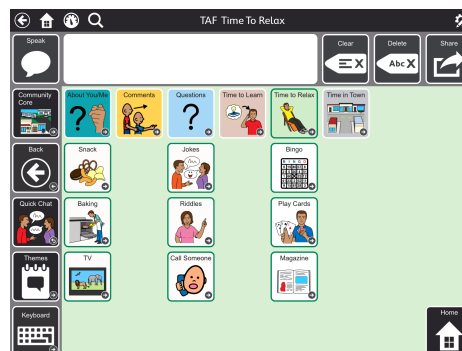 TAF Time To Relax
Speak
Clear
X
Delete
Abc X
Share
Community
Core
About You/Me
?
Comments
Questions
?
Time to Learn
Time to Relax
Time in Town
Back
Snack
Jokes
Bingo
BINGO
Quick Chat
Baking
Riddles
Play Cards
Themes
TV
Call Someone
Magazine
Keyboard
Home